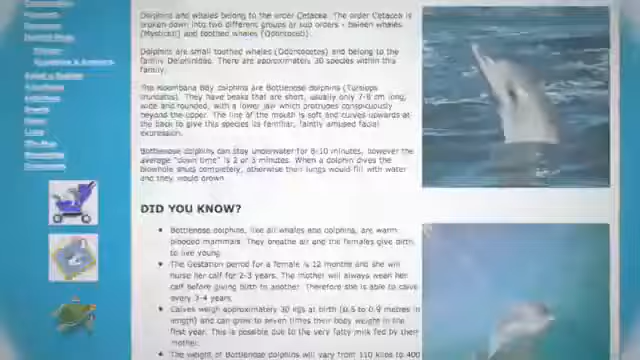 Dolphins and whales belong to the order Cetacea. The order Cetacea is
broken down into two different groups or sub orders - baleen whales
(Mysticeti) and toothed whales (Odontoceti).
Dolphins are small toothed whales (Odontocetes) and belong to the
family Delphinidae. There are approximately 30 species within this
family.
The Koombana Bay dolphins are Bottlenose dolphins (Tursiops
truncatus). They have beaks that are short, usually only 7-8 cm long,
wide and rounded, with a lower jaw which protrudes conspicuously
beyond the upper. The line of the mouth is soft and curves upwards at
the back to give this species its familiar, faintly amused facial
expression.
Bottlenose dolphins can stay underwater for 8-10 minutes, however the
average "down time" is 2 or 3 minutes. When a dolphin dives the
blowhole shuts completely, otherwise their lungs would fill with water
and they would drown.
DID YOU KNOW?
Bottlenose dolphins, like all whales and dolphins, are warm
blooded mammals. They breathe air and the females give birth
to live young.
The Gestation period for a female is 12 months and she will
nurse her calf for 2-3 years. The mother will always wean her
calf before giving birth to another. Therefore she is able to calve
every 3-4 years.
Calves weigh approximately 30 kgs at birth (0.5 to 0.9 metres in
length) and can grow to seven times their body weight in the
first year. This is possible due to the very fatty milk fed by their
mother.
The weight of Bottlenose dolphins will vary from 110 kilos to 400